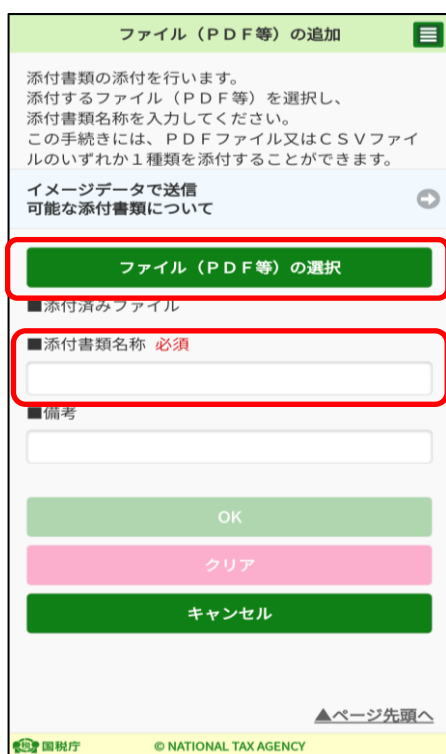 ファイル（ＰＤＦ等）の追加
添付書類の添付を行います。
添付するファイル（ＰＤＦ等）を選択し、
添付書類名称を入力してください。
この手続きには、ＰＤＦファイル又はＣＳＶファイ
ルのいずれか１種類を添付することができます。
イメージデータで送信
可能な添付書類について
ファイル（ＰＤＦ等）の選択
■添付済みファイル
■添付書類名称 必須
■備考
OK
クリア
キャンセル
▲ページ先頭へ
国税庁 © NATIONAL TAX AGENCY